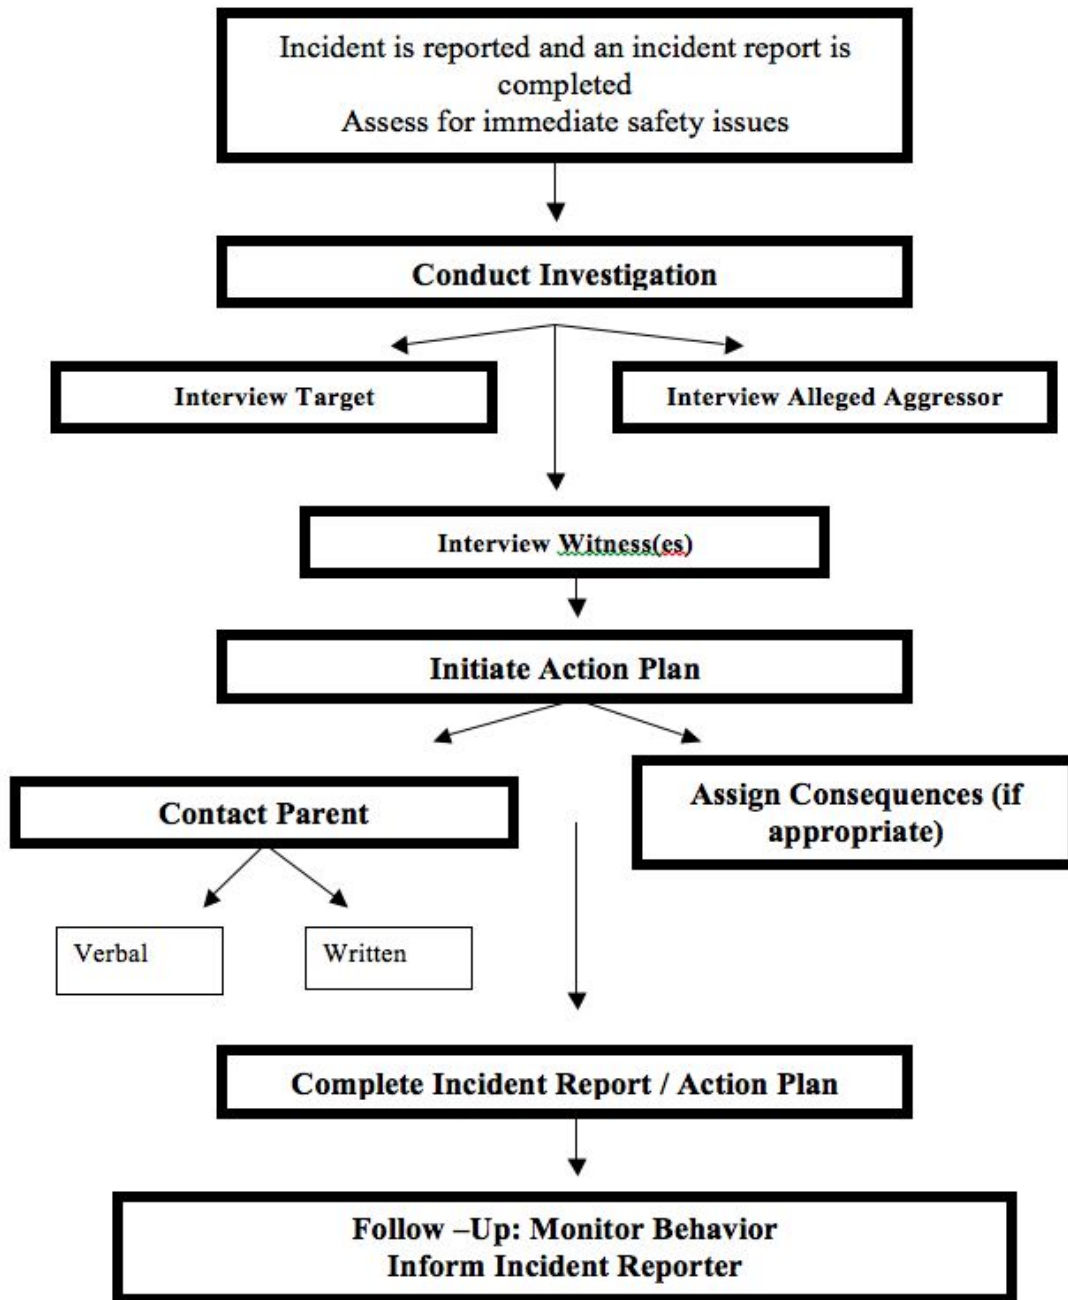 Incident is reported and an incident report is
completed
Assess for immediate safety issues
Conduct Investigation
Interview Target
Interview Alleged Aggressor
Interview Witness(es)
Initiate Action Plan
Contact Parent
Assign Consequences (if
appropriate)
Verbal
Written
Complete Incident Report / Action Plan
Follow –Up: Monitor Behavior
Inform Incident Reporter